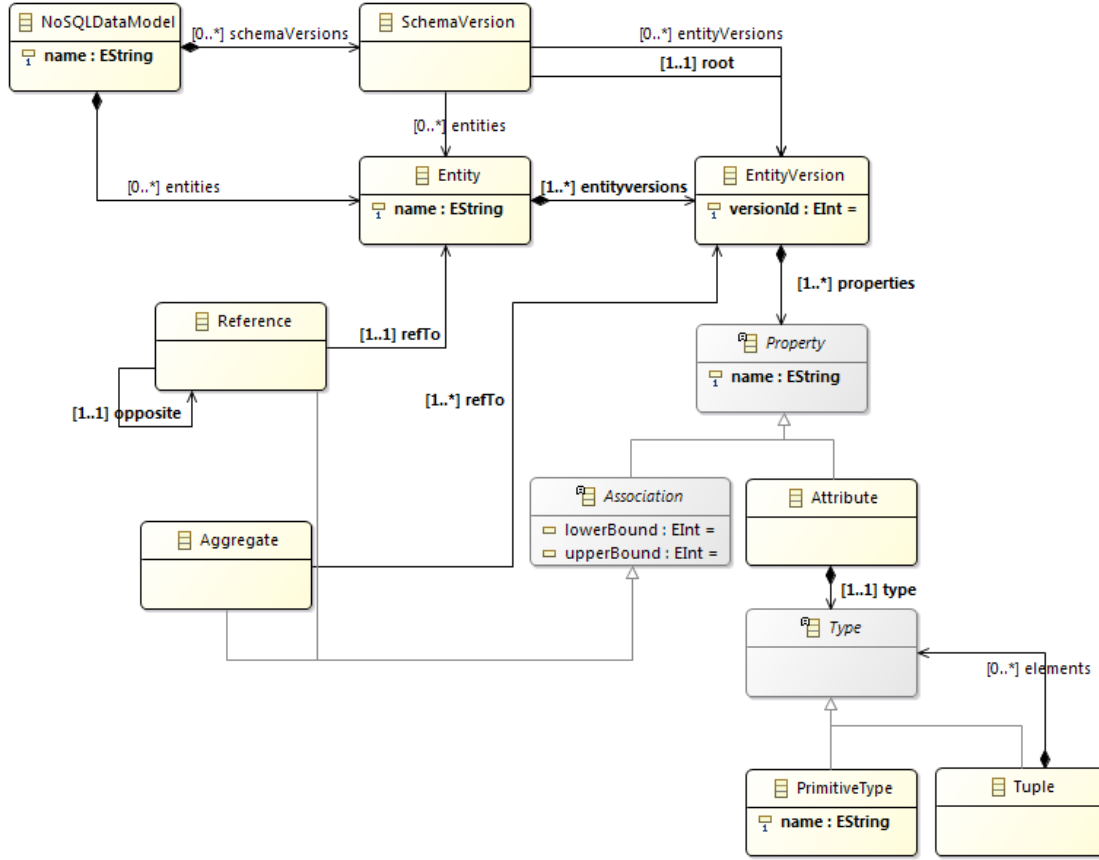 NoSQLDataModel
name : EString
[0..*] schemaVersions
SchemaVersion
[0..*] entityVersions
[1..1] root
[0..*] entities
[0..*] entities
Entity
name : EString
[1..*] entityversions
EntityVersion
versionId : EInt =
[1..*] properties
Reference
[1..1] refTo
[1..1] opposite
[1..*] refTo
Property
name : EString
Association
lowerBound : EInt =
upperBound : EInt =
Attribute
Aggregate
[1..1] type
Type
[0..*] elements
PrimitiveType
name : EString
Tuple